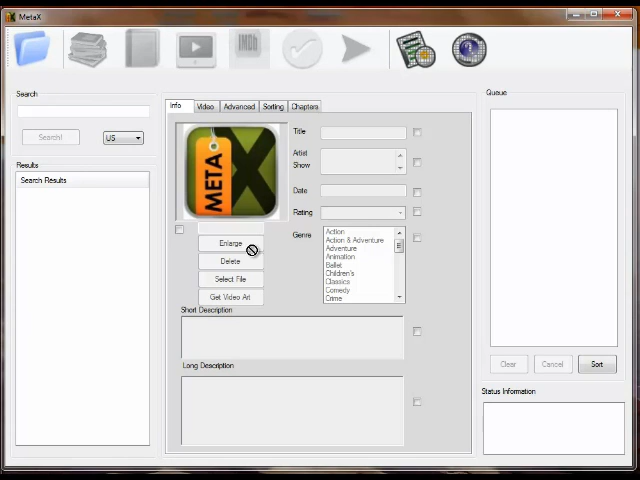 MetaX
IMDb
Search
Search!
US
Results
Search Results
Info
Video
Advanced
Sorting
Chapters
META
X
Title
Artist
Show
Date
Rating
Genre
Action
Action & Adventure
Adventure
Animation
Ballet
Children's
Classics
Comedy
Crime
Enlarge
Delete
Select File
Get Video Art
Short Description
Long Description
Queue
Clear
Cancel
Sort
Status Information